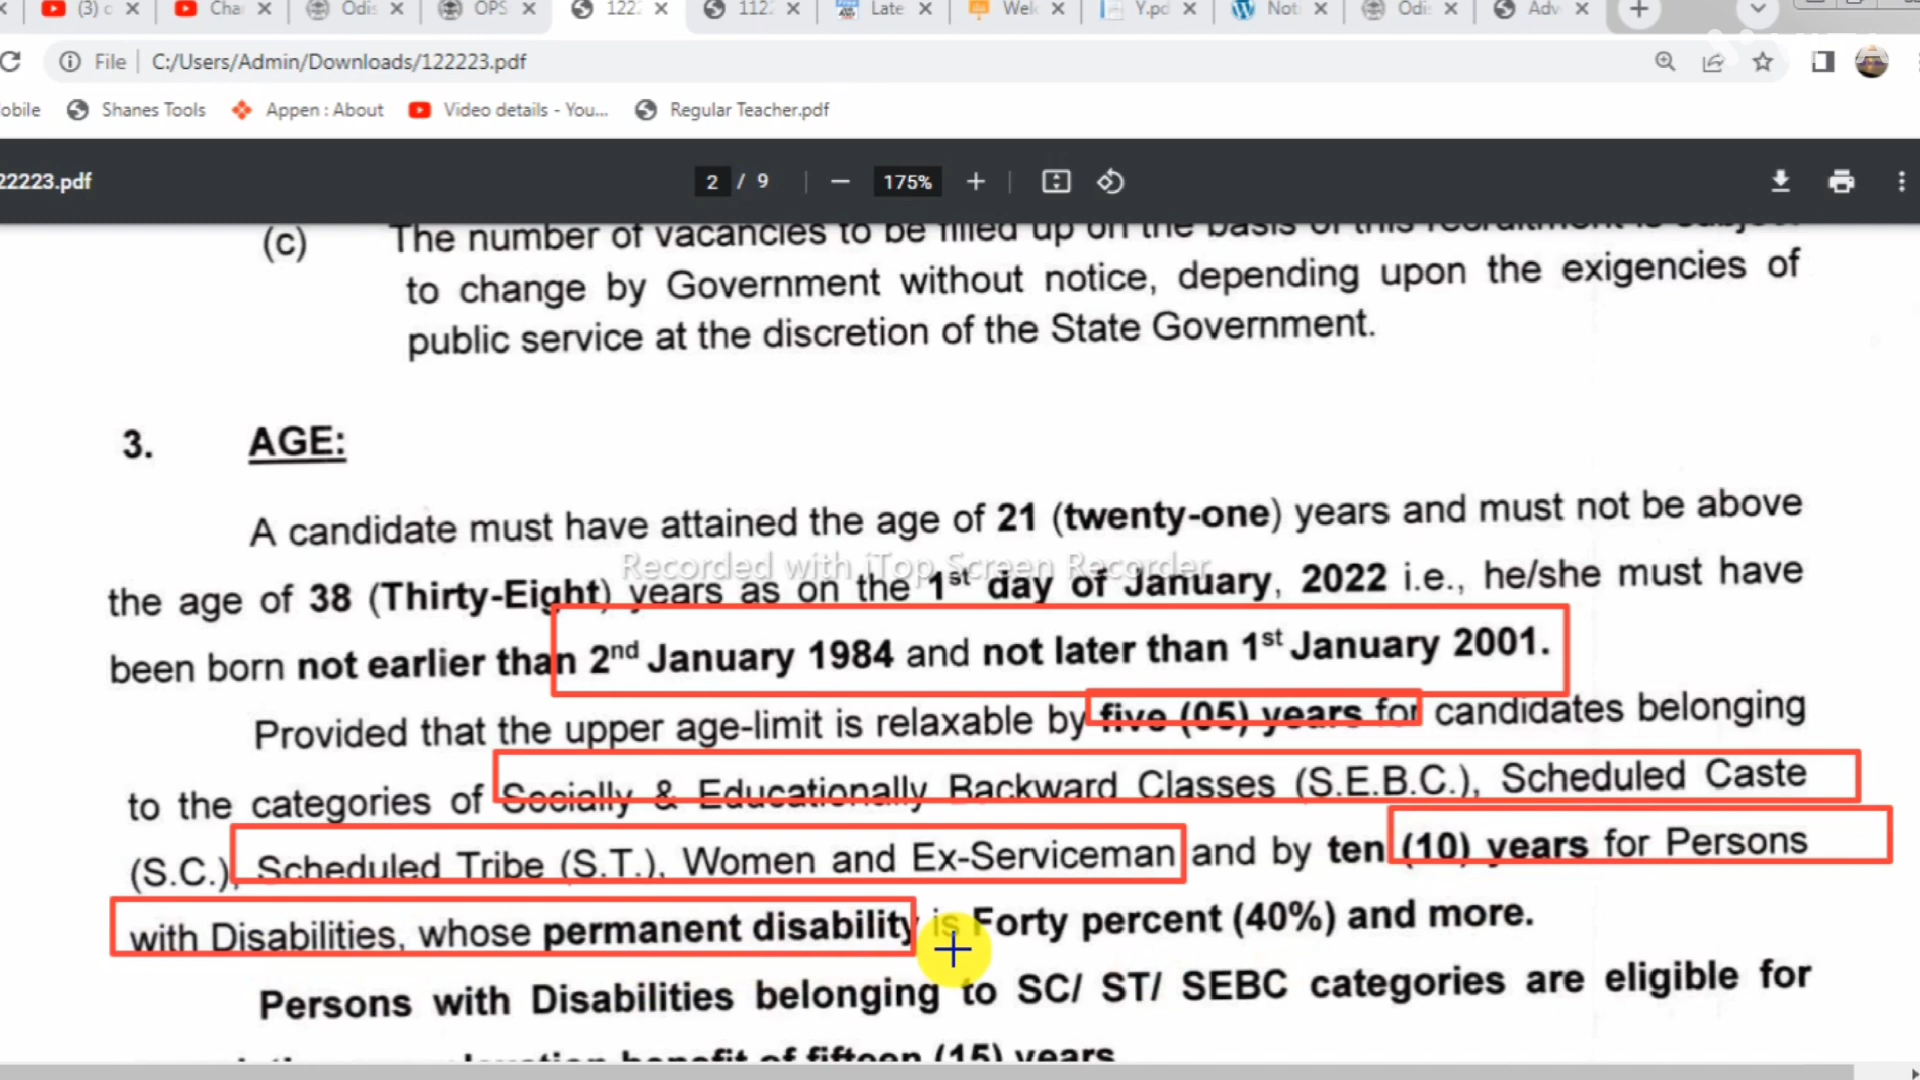 (3) c
Cha
Odis
OPS
122
112
Late
Wel
Y.pd
Not
Odi
Adv
File
C:/Users/Admin/Downloads/122223.pdf
obile
Shanes Tools
Appen : About
Video details - You...
Regular Teacher.pdf
22223.pdf
2 / 9
175%
(c) The number of vacancies to be filled up on the basis of this recruitment is subject
to change by Government without notice, depending upon the exigencies of
public service at the discretion of the State Government.
3. AGE:
A candidate must have attained the age of 21 (twenty-one) years and must not be above
Recorded with iTop Screen Recorder
the age of 38 (Thirty-Eight) years as on the 1st day of January, 2022 i.e., he/she must have
been born not earlier than 2nd January 1984 and not later than 1st January 2001.
Provided that the upper age-limit is relaxable by five (05) years for candidates belonging
to the categories of Socially & Educationally Backward Classes (S.E.B.C.), Scheduled Caste
(S.C.), Scheduled Tribe (S.T.), Women and Ex-Serviceman and by ten (10) years for Persons
with Disabilities, whose permanent disability is Forty percent (40%) and more.
Persons with Disabilities belonging to SC/ ST/ SEBC categories are eligible for
benefit of fifteen (15) years